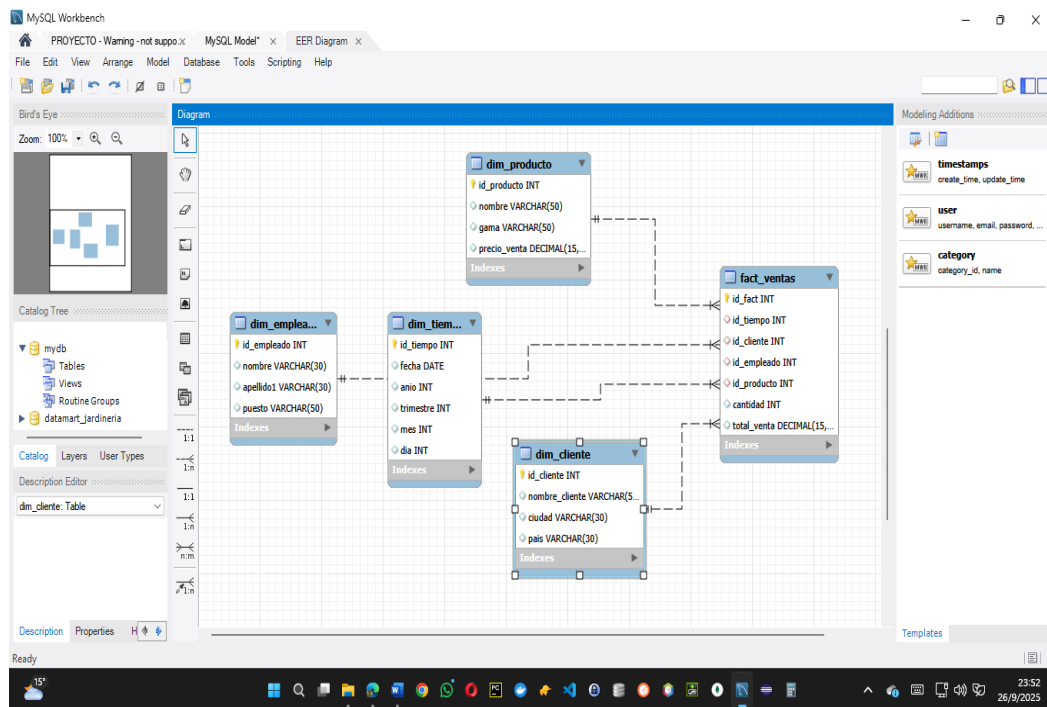 MySQL Workbench
PROYECTO - Warning - not suppo.. x MySQL Model* x EER Diagram x
File Edit View Arrange Model Database Tools Scripting Help
Bird's Eye
Zoom: 100%
Diagram
Modeling Additions
timestamps
create_time, update_time
user
username, email, password, ...
category
category_id, name
Templates
dim_producto
id_producto INT
nombre VARCHAR(50)
gama VARCHAR(50)
precio_venta DECIMAL(15,...
Indexes
fact_ventas
id_fact INT
id_tiempo INT
id_cliente INT
id_empleado INT
id_producto INT
cantidad INT
total_venta DECIMAL(15,...
Indexes
dim_emplea...
id_empleado INT
nombre VARCHAR(30)
apellido1 VARCHAR(30)
puesto VARCHAR(50)
Indexes
dim_tiem...
id_tiempo INT
fecha DATE
anio INT
trimestre INT
mes INT
dia INT
Indexes
dim_cliente
id_cliente INT
nombre_cliente VARCHAR(5...
ciudad VARCHAR(30)
pais VARCHAR(30)
Indexes
1:1
1:n
1:1
1:n
n:m
1:n
Catalog Tree
mydb
Tables
Views
Routine Groups
datamart_jardineria
Catalog Layers User Types
Description Editor
dim_cliente: Table
Description Properties H
Ready
15°
23:52
26/9/2025